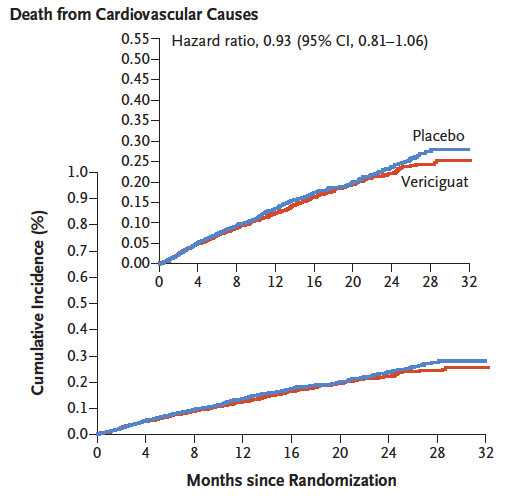 Death from Cardiovascular Causes
Hazard ratio, 0.93 (95% CI, 0.81–1.06)
0.55
0.50
0.45
0.40
0.35
0.30
0.25
0.20
0.15
0.10
0.05
0.00
Placebo
Vericiguat
0 4 8 12 16 20 24 28 32
Cumulative Incidence (%)
1.0
0.9
0.8
0.7
0.6
0.5
0.4
0.3
0.2
0.1
0.0
0 4 8 12 16 20 24 28 32
Months since Randomization